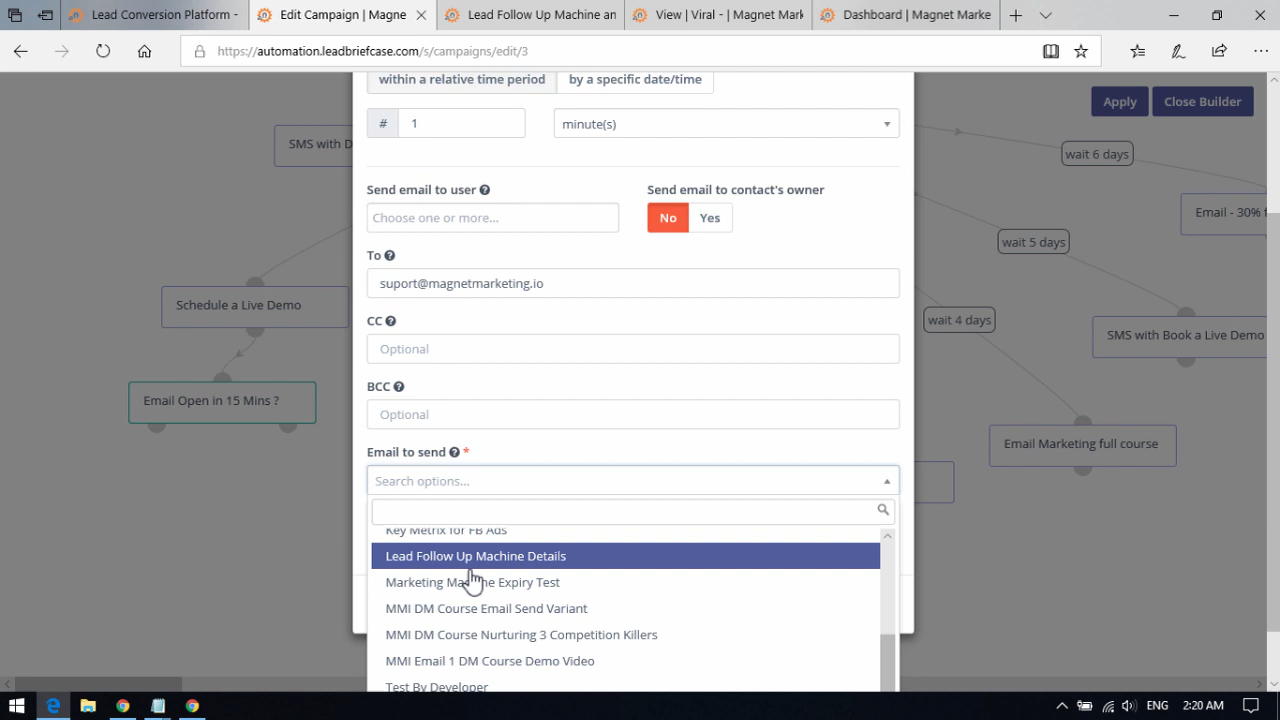 Lead Conversion Platform -
Edit Campaign | Magne
Lead Follow Up Machine an
View | Viral - | Magnet Mark
Dashboard | Magnet Marke
https://automation.leadbriefcase.com/s/campaigns/edit/3
within a relative time period
by a specific date/time
Apply
Close Builder
# 1
minute(s)
SMS with D
wait 6 days
Send email to user
Send email to contact's owner
Choose one or more...
No
Yes
Email - 30% f
wait 5 days
To
suport@magnetmarketing.io
Schedule a Live Demo
CC
wait 4 days
SMS with Book a Live Demo
Optional
BCC
Email Open in 15 Mins ?
Optional
Email Marketing full course
Email to send *
Search options...
Key Metrix for FB Ads
Lead Follow Up Machine Details
Marketing Machine Expiry Test
MMI DM Course Email Send Variant
MMI DM Course Nurturing 3 Competition Killers
MMI Email 1 DM Course Demo Video
Test By Developer
ENG
2:20 AM